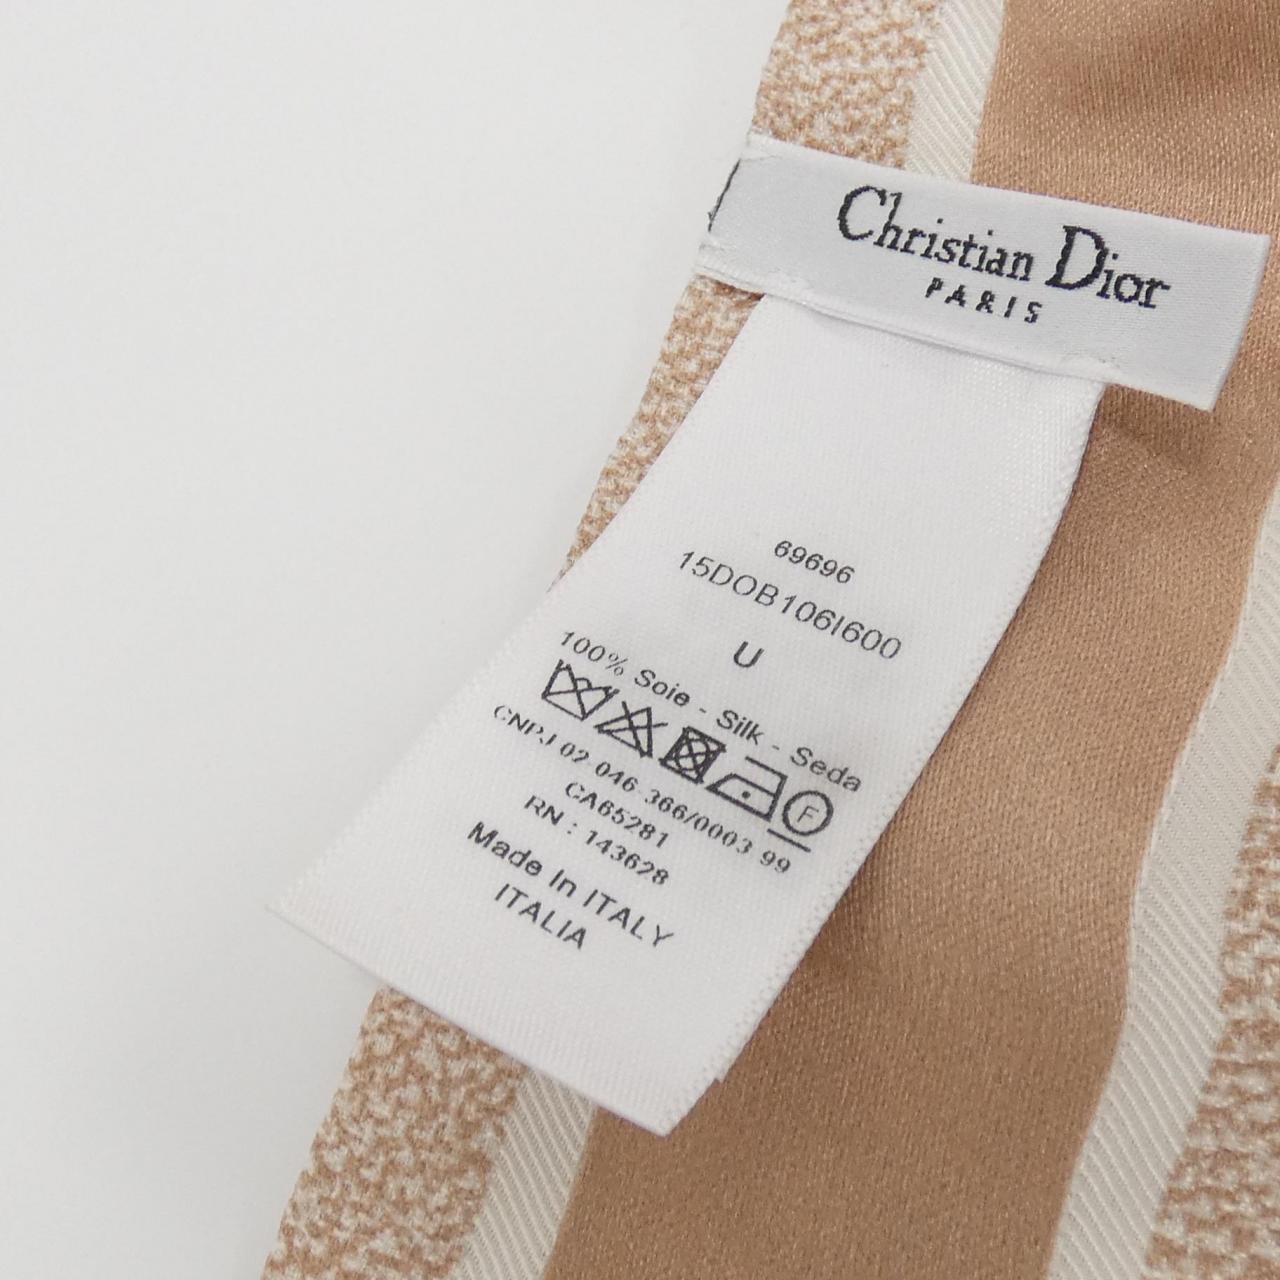 Christian Dior
PARIS
69696
15DOB106I600
U
100% Soie - Silk - Seda
F
CNPJ 02 046 366/0003 99
CA65281
RN : 143628
Made In ITALY
ITALIA